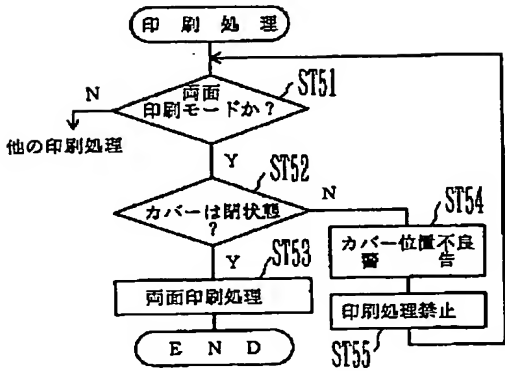 印刷処理
ST51
N
両面
印刷モードか?
他の印刷処理
Y
ST52
N
カバーは閉状態
?
ST54
カバー位置不良
警告
Y
ST53
両面印刷処理
印刷処理禁止
END
ST55